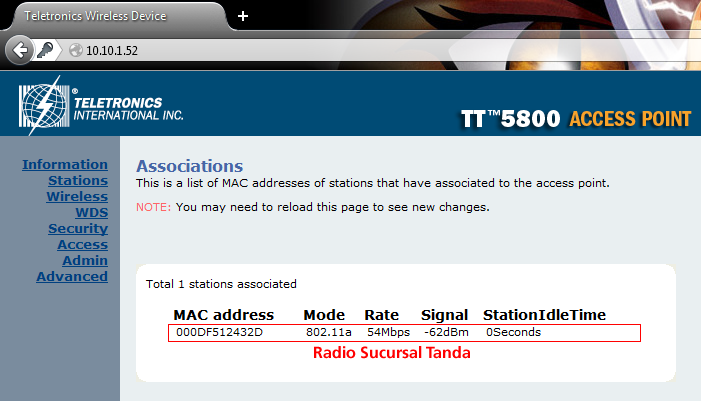 Teletronics Wireless Device
+
10.10.1.52
® TELETRONICS
INTERNATIONAL INC.
TT™5800 ACCESS POINT
Information
Stations
Wireless
WDS
Security
Access
Admin
Advanced
Associations
This is a list of MAC addresses of stations that have associated to the access point.
NOTE: You may need to reload this page to see new changes.
Total 1 stations associated
MAC address Mode Rate Signal StationIdleTime
000DF512432D 802.11a 54Mbps -62dBm 0Seconds
Radio Sucursal Tanda